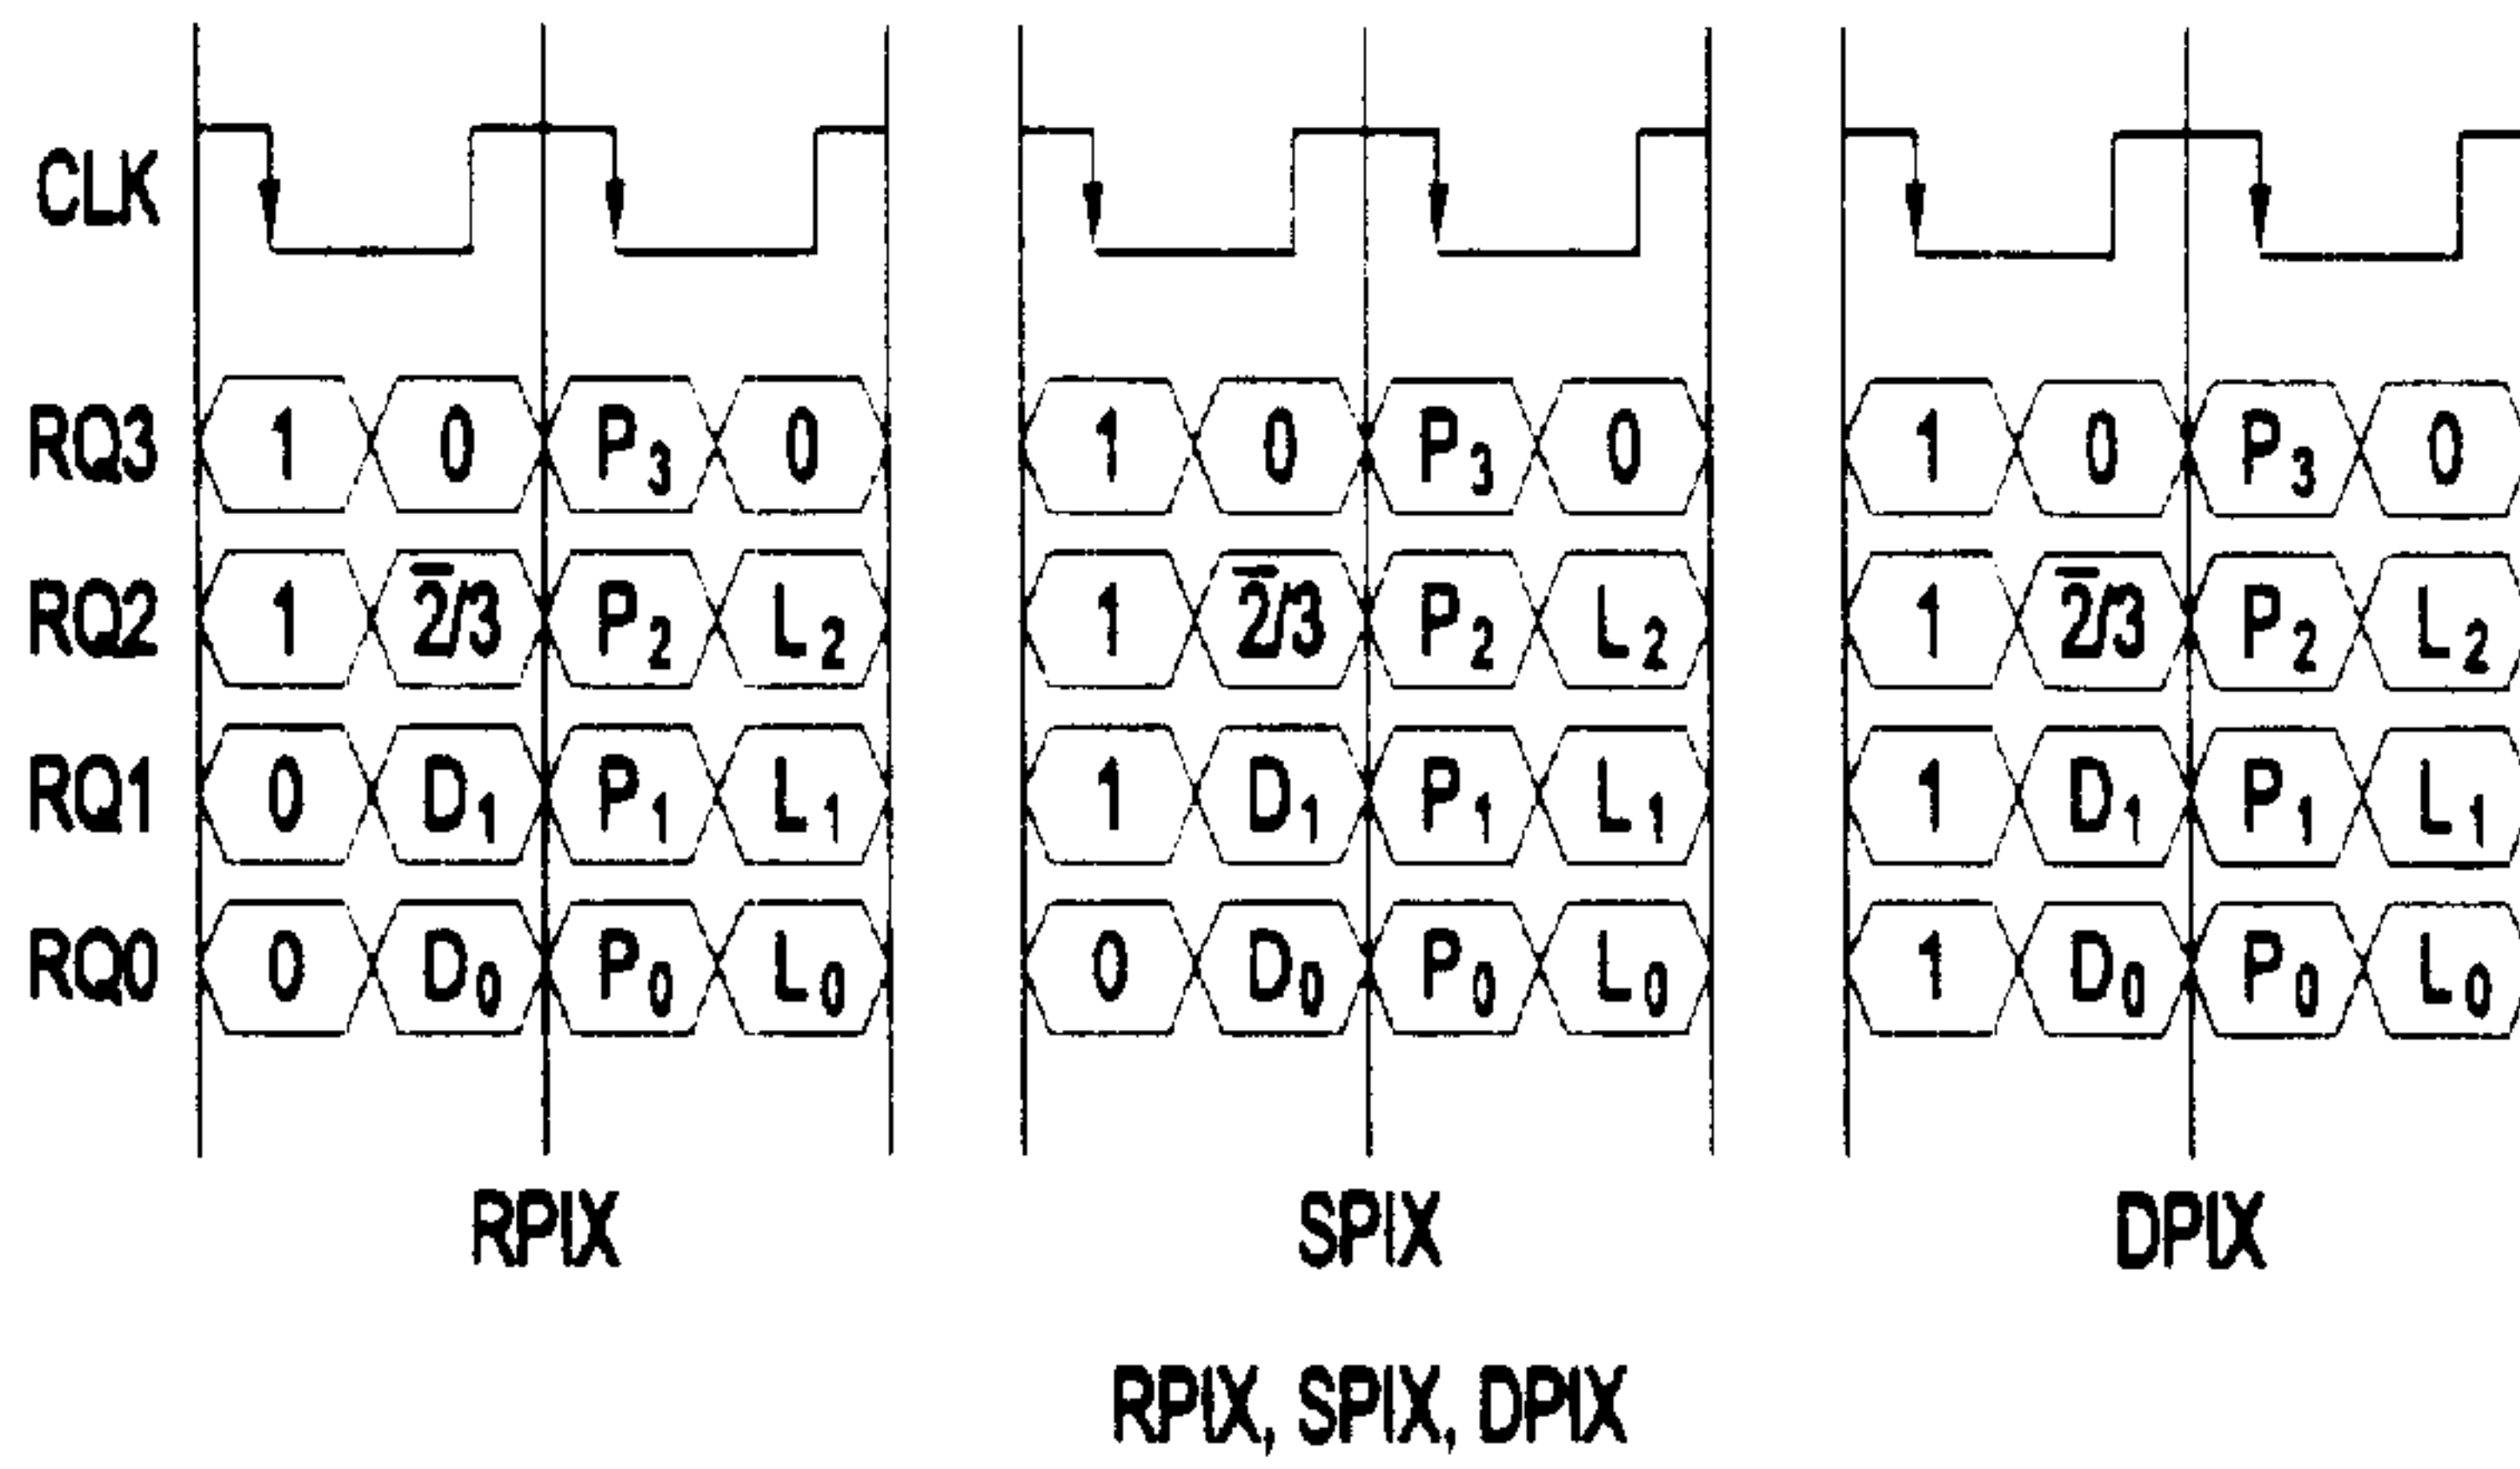 CLK
RQ3 1 0 P₃ 0 1 0 P₃ 0 1 0 P₃ 0
RQ2 1 2̅/3 P₂ L₂ 1 2̅/3 P₂ L₂ 1 2̅/3 P₂ L₂
RQ1 0 D₁ P₁ L₁ 1 D₁ P₁ L₁ 1 D₁ P₁ L₁
RQ0 0 D₀ P₀ L₀ 0 D₀ P₀ L₀ 1 D₀ P₀ L₀
RPIX SPIX DPIX
RPIX, SPIX, DPIX